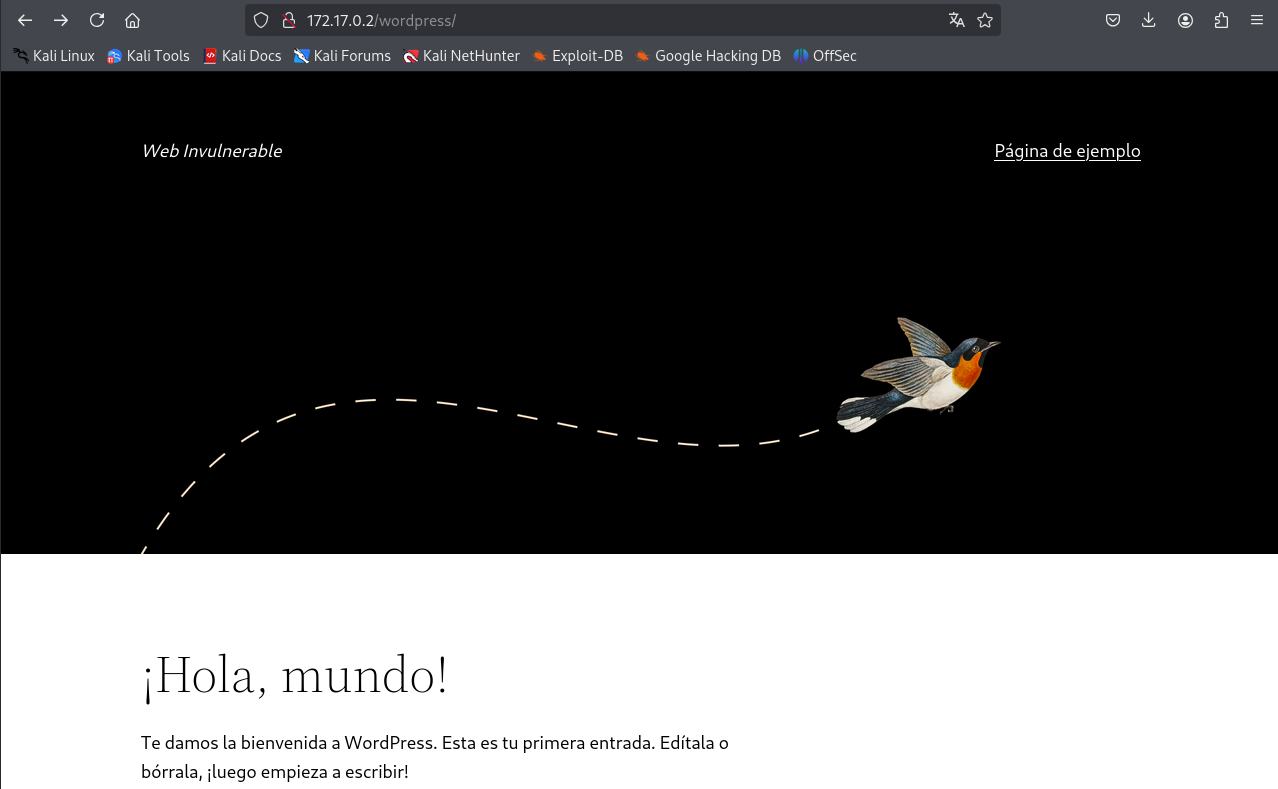 172.17.0.2/wordpress/
Kali Linux Kali Tools Kali Docs Kali Forums Kali NetHunter Exploit-DB Google Hacking DB OffSec
Web Invulnerable Página de ejemplo
¡Hola, mundo!
Te damos la bienvenida a WordPress. Esta es tu primera entrada. Edítala o
bórrala, ¡luego empieza a escribir!